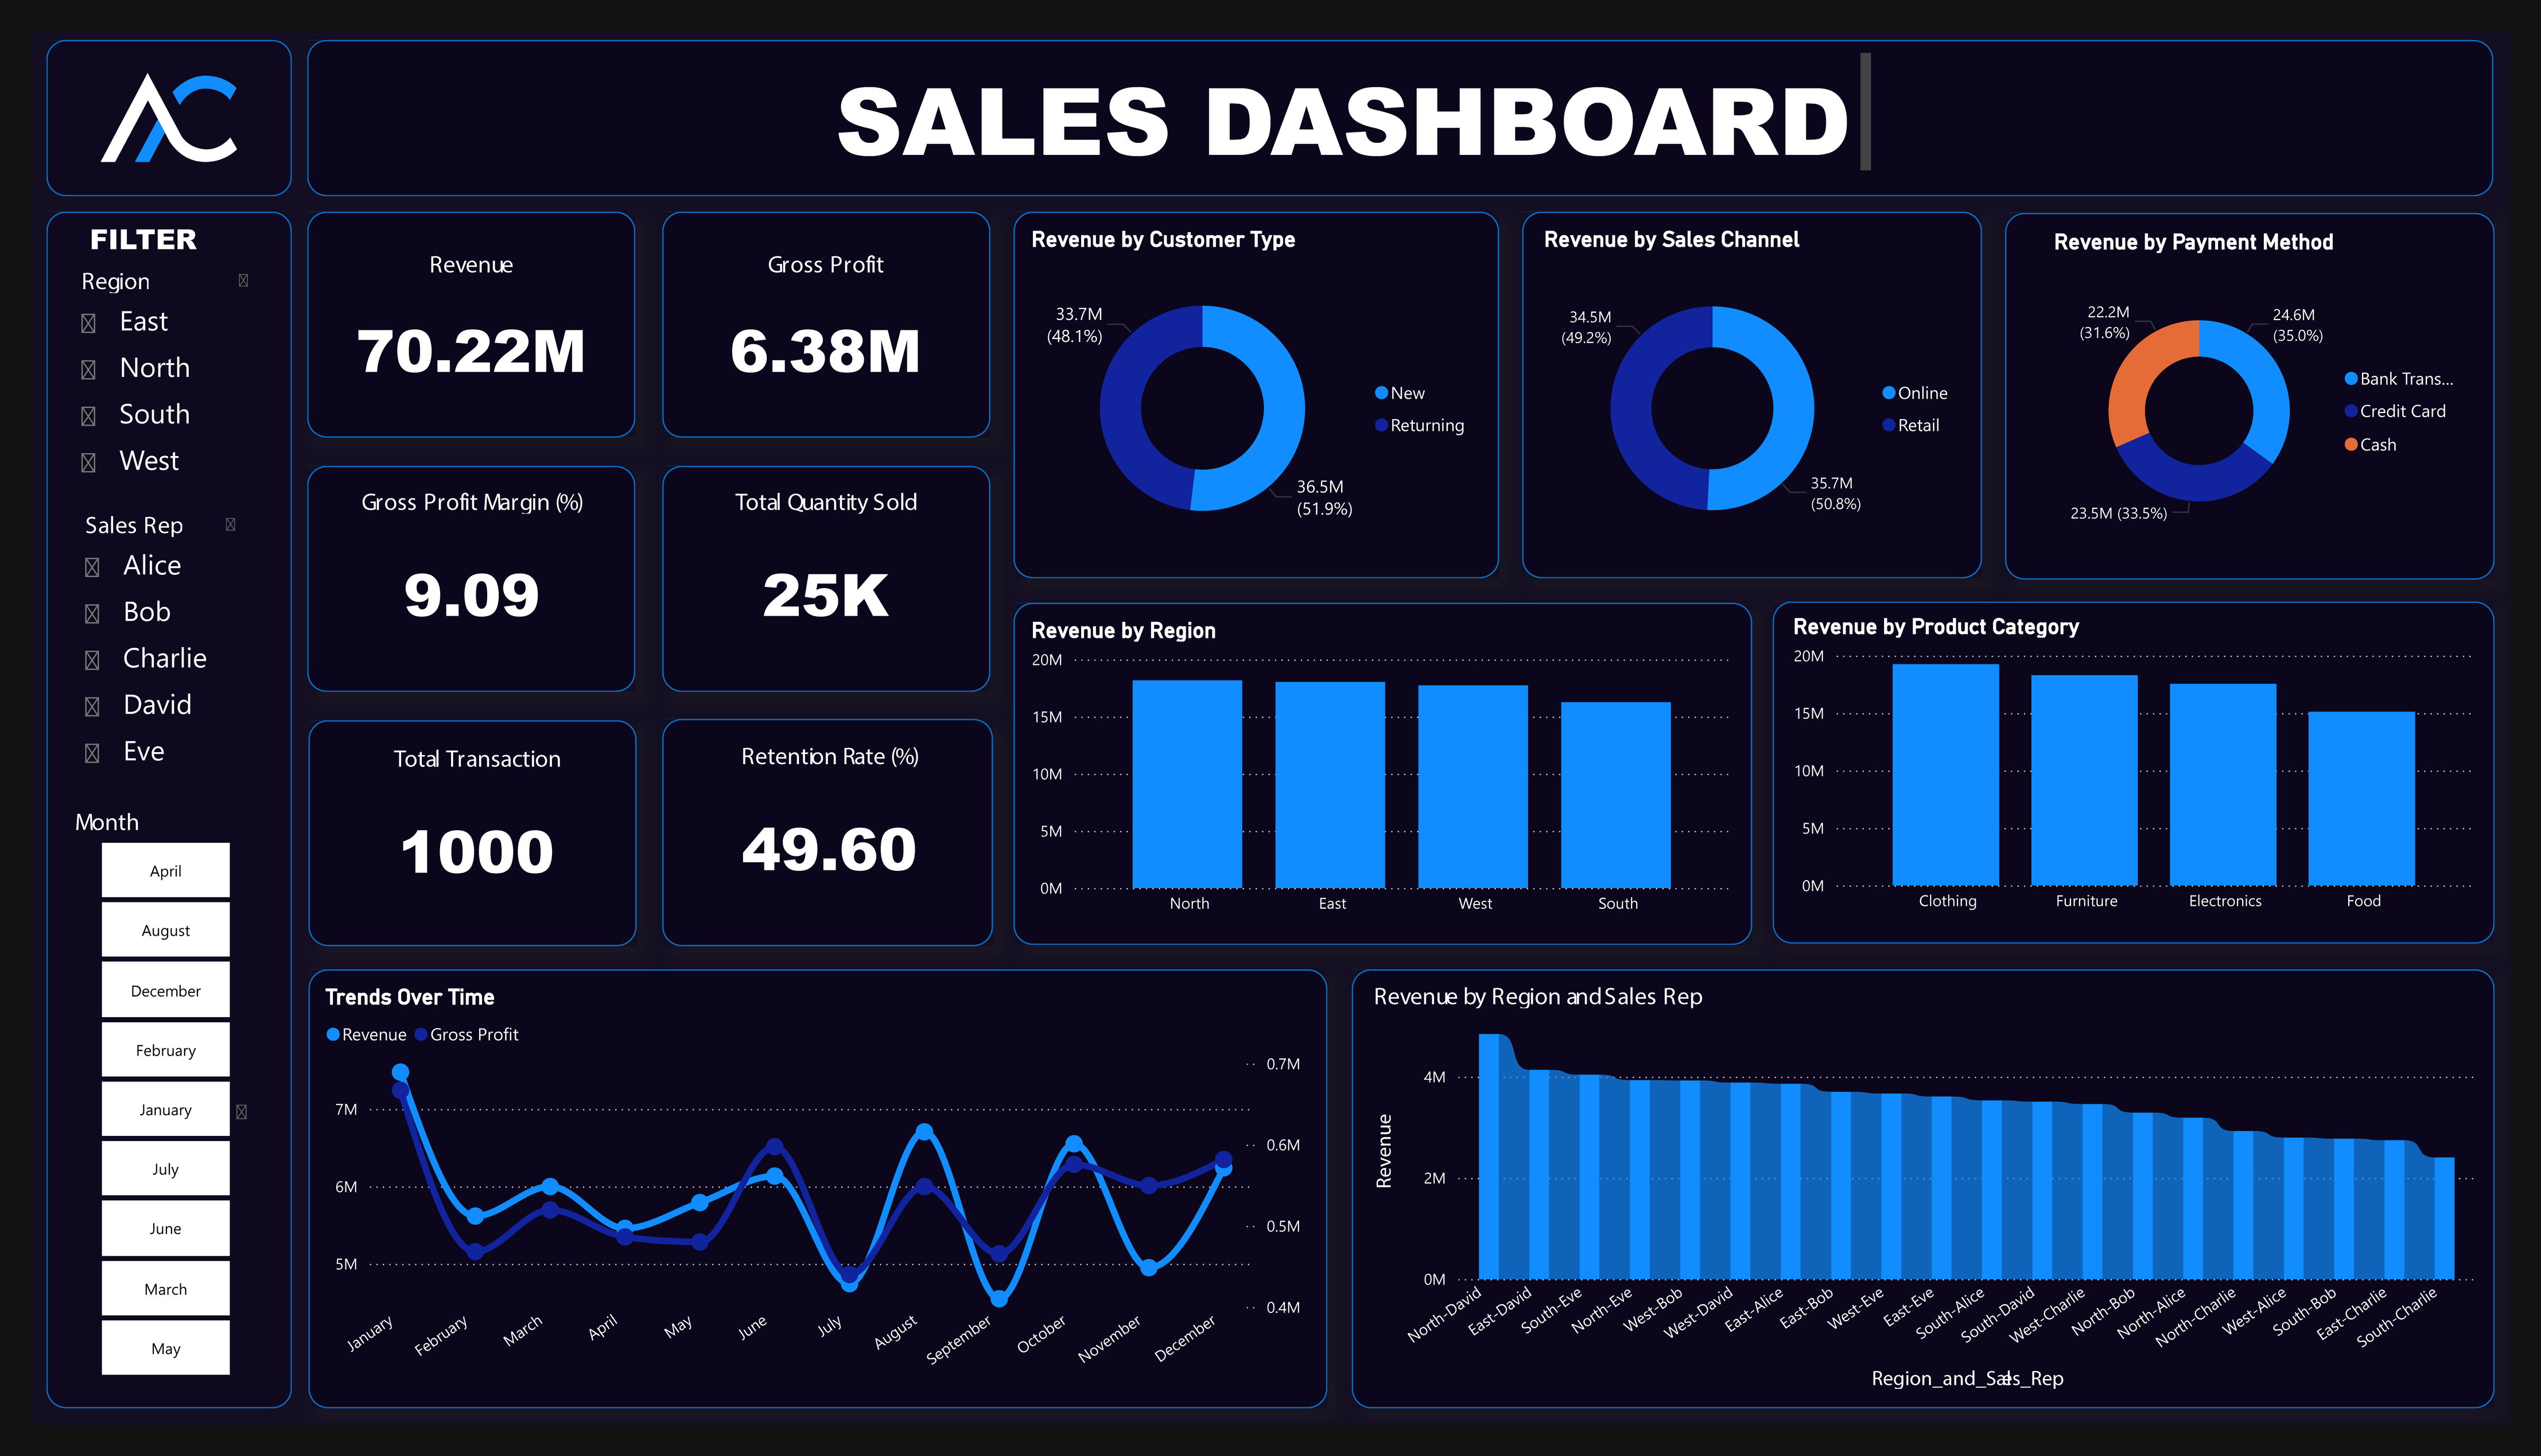 SALES DASHBOARD
FILTER
Region
East
North
South
West
Sales Rep
Alice
Bob
Charlie
David
Eve
Month
April
August
December
February
January
July
June
March
May
Revenue
70.22M
Gross Profit
6.38M
Gross Profit Margin (%)
9.09
Total Quantity Sold
25K
Total Transaction
1000
Retention Rate (%)
49.60
Revenue by Customer Type
33.7M
(48.1%)
36.5M
(51.9%)
New
Returning
Revenue by Sales Channel
34.5M
(49.2%)
35.7M
(50.8%)
Online
Retail
Revenue by Payment Method
22.2M
(31.6%)
24.6M
(35.0%)
23.5M (33.5%)
Bank Trans...
Credit Card
Cash
Revenue by Region
20M
15M
10M
5M
0M
North
East
West
South
Revenue by Product Category
20M
15M
10M
5M
0M
Clothing
Furniture
Electronics
Food
Trends Over Time
Revenue
Gross Profit
7M
6M
5M
0.7M
0.6M
0.5M
0.4M
January
February
March
April
May
June
July
August
September
October
November
December
Revenue by Region and Sales Rep
Revenue
4M
2M
0M
North-David
East-David
South-Eve
North-Eve
West-Bob
West-David
East-Alice
East-Bob
West-Eve
East-Eve
South-Alice
South-David
West-Charlie
North-Bob
North-Alice
North-Charlie
West-Alice
South-Bob
East-Charlie
South-Charlie
Region_and_Sales_Rep